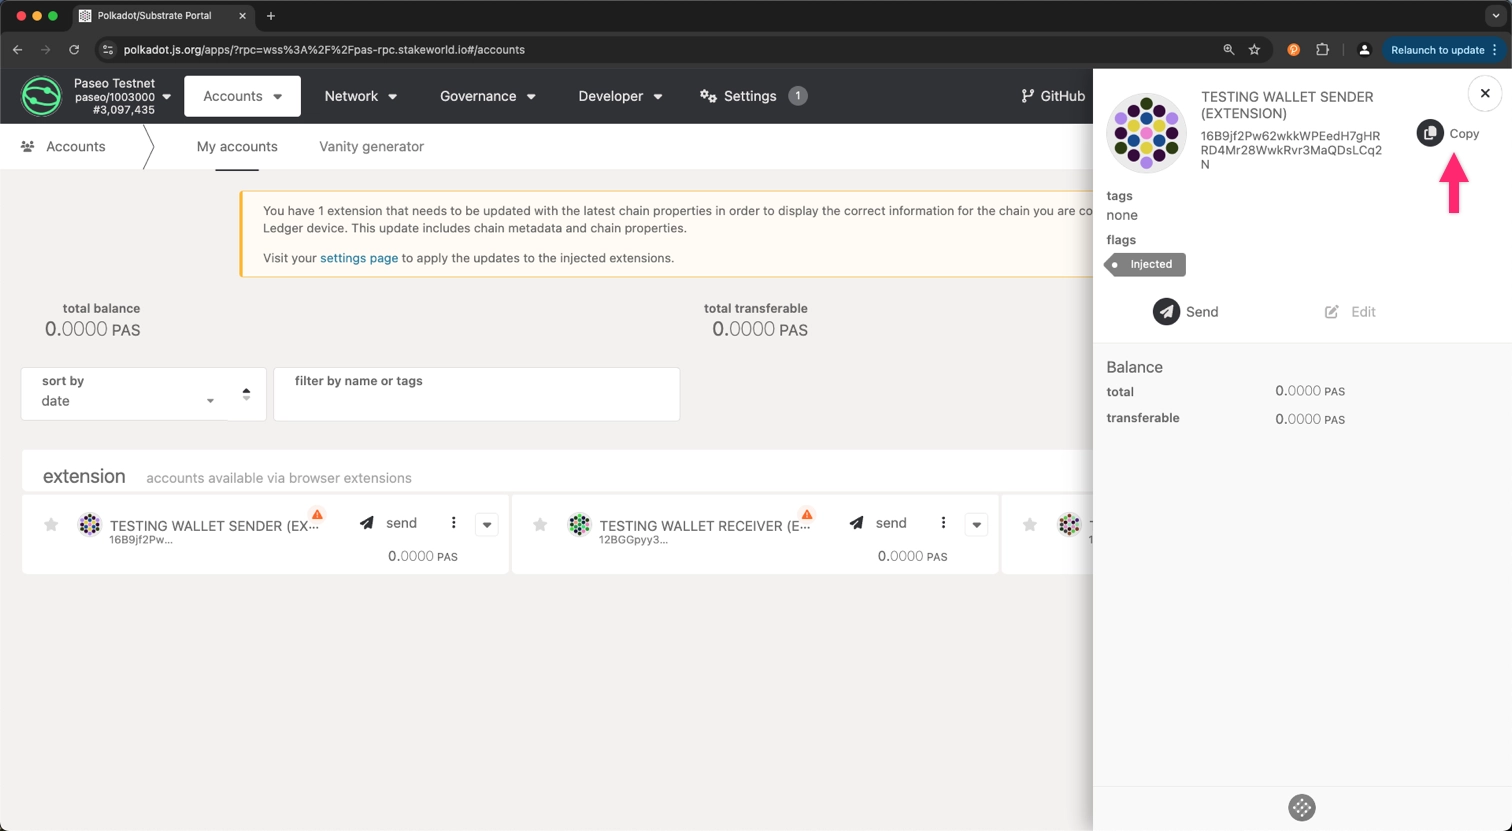 Polkadot/Substrate Portal
polkadot.js.org/apps/?rpc=wss%3A%2F%2Fpas-rpc.stakeworld.io#/accounts
Relaunch to update
Paseo Testnet
paseo/1003000
#3,097,435
Accounts
Network
Governance
Developer
Settings
1
GitHub
Accounts
My accounts
Vanity generator
You have 1 extension that needs to be updated with the latest chain properties in order to display the correct information for the chain you are co
Ledger device. This update includes chain metadata and chain properties.
Visit your settings page to apply the updates to the injected extensions.
total balance
0.0000 PAS
total transferable
0.0000 PAS
sort by
date
filter by name or tags
extension
accounts available via browser extensions
TESTING WALLET SENDER (EX...
16B9jf2Pw...
send
0.0000 PAS
TESTING WALLET RECEIVER (E...
12BGGpyy3...
send
0.0000 PAS
TESTING WALLET SENDER
(EXTENSION)
16B9jf2Pw62wkkWPEedH7gHR
RD4Mr28WwkRvr3MaQDsLCq2
N
Copy
tags
none
flags
Injected
Send
Edit
Balance
total
0.0000 PAS
transferable
0.0000 PAS